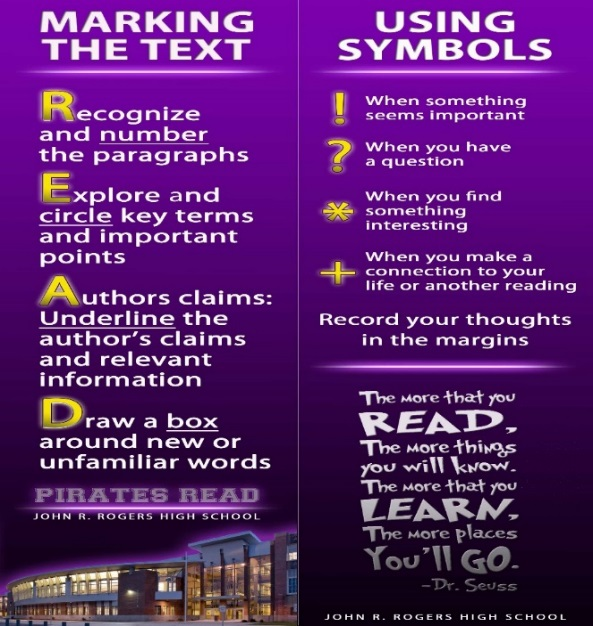 MARKING
THE TEXT
Recognize
and number
the paragraphs
Explore and
circle key terms
and important
points
Authors claims:
Underline the
author's claims
and relevant
information
Draw a box
around new or
unfamiliar words
PIRATES READ
JOHN R. ROGERS HIGH SCHOOL
USING
SYMBOLS
! When something
seems important
? When you have
a question
* When you find
something
interesting
+ When you make a
connection to your
life or another reading
Record your thoughts
in the margins
The more that you
READ,
The more things
you will know.
The more that you
LEARN,
The more places
You'll GO.
-Dr. Seuss
JOHN R. ROGERS HIGH SCHOOL